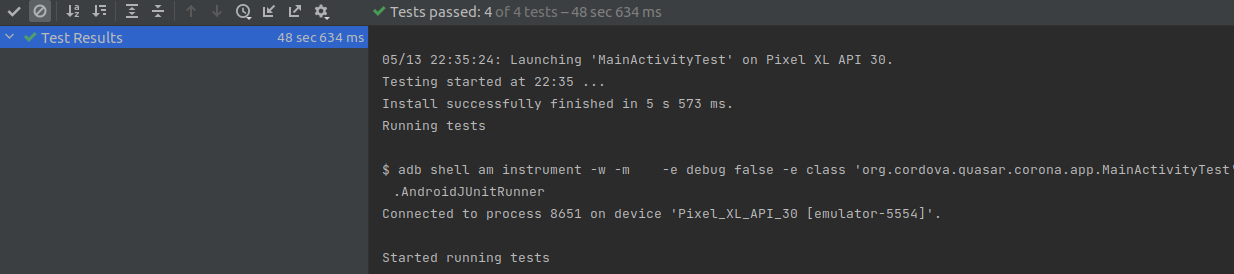 Tests passed: 4 of 4 tests – 48 sec 634 ms
Test Results 48 sec 634 ms
05/13 22:35:24: Launching 'MainActivityTest' on Pixel XL API 30.
Testing started at 22:35 ...
Install successfully finished in 5 s 573 ms.
Running tests
$ adb shell am instrument -w -m    -e debug false -e class 'org.cordova.quasar.corona.app.MainActivityTest'
.AndroidJUnitRunner
Connected to process 8651 on device 'Pixel_XL_API_30 [emulator-5554]'.
Started running tests